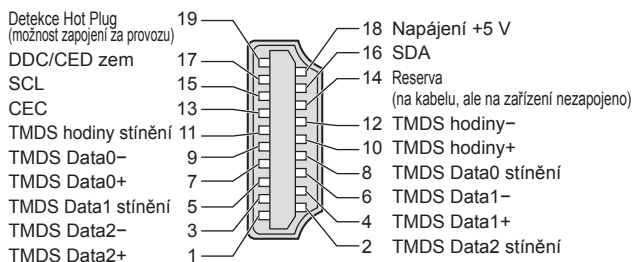 Detekce Hot Plug 19
(možnost zapojení za provozu)
DDC/CED zem 17
SCL 15
CEC 13
TMDS hodiny stínění 11
TMDS Data0− 9
TMDS Data0+ 7
TMDS Data1 stínění 5
TMDS Data2− 3
TMDS Data2+ 1
18 Napájení +5 V
16 SDA
14 Reserva
(na kabelu, ale na zařízení nezapojeno)
12 TMDS hodiny−
10 TMDS hodiny+
8 TMDS Data0 stínění
6 TMDS Data1−
4 TMDS Data1+
2 TMDS Data2 stínění